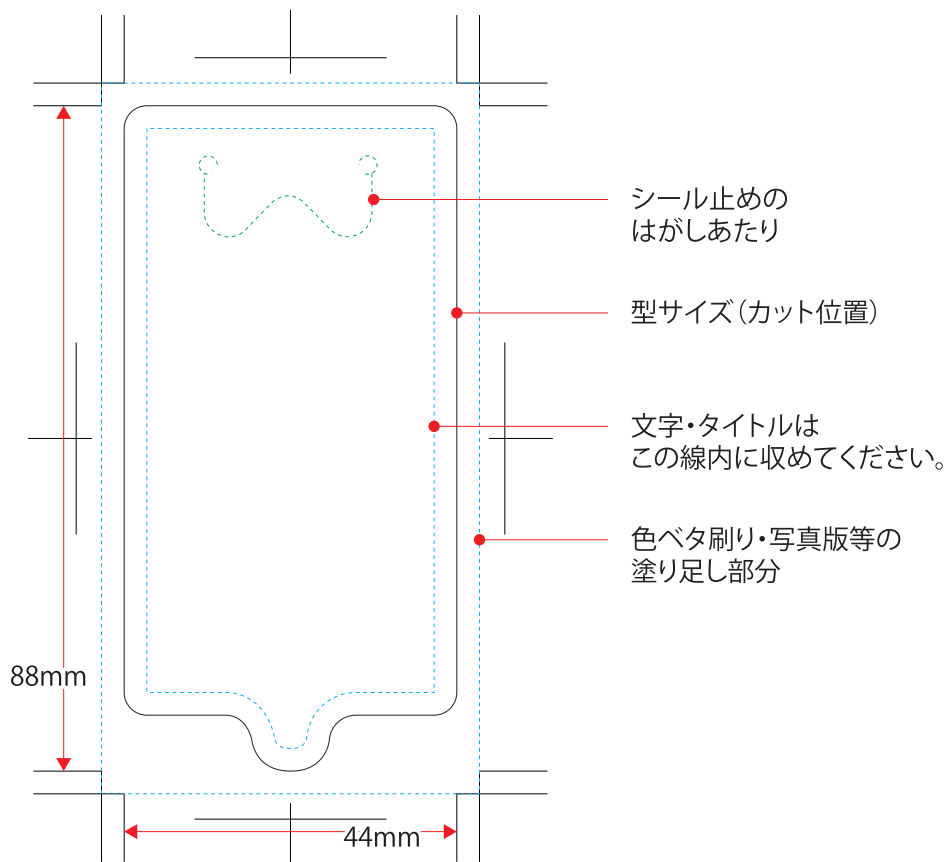 シール止めの
はがしあたり
型サイズ（カット位置）
文字・タイトルは
この線内に収めてください。
色ベタ刷り・写真版等の
塗り足し部分
88mm
44mm